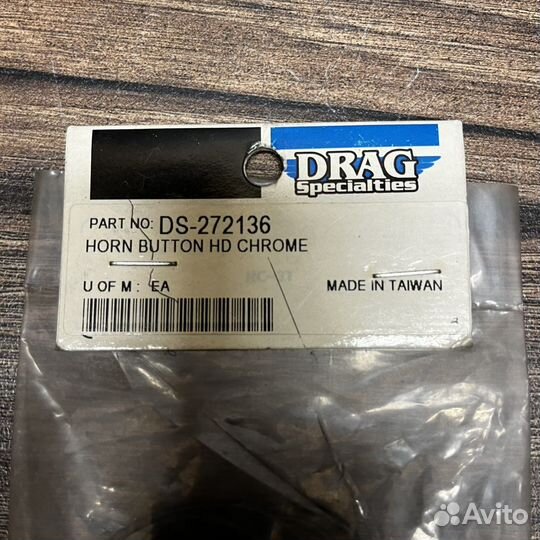 DRAG
Specialties
PART NO: DS-272136
HORN BUTTON HD CHROME
U OF M: EA
MADE IN TAIWAN
Avito